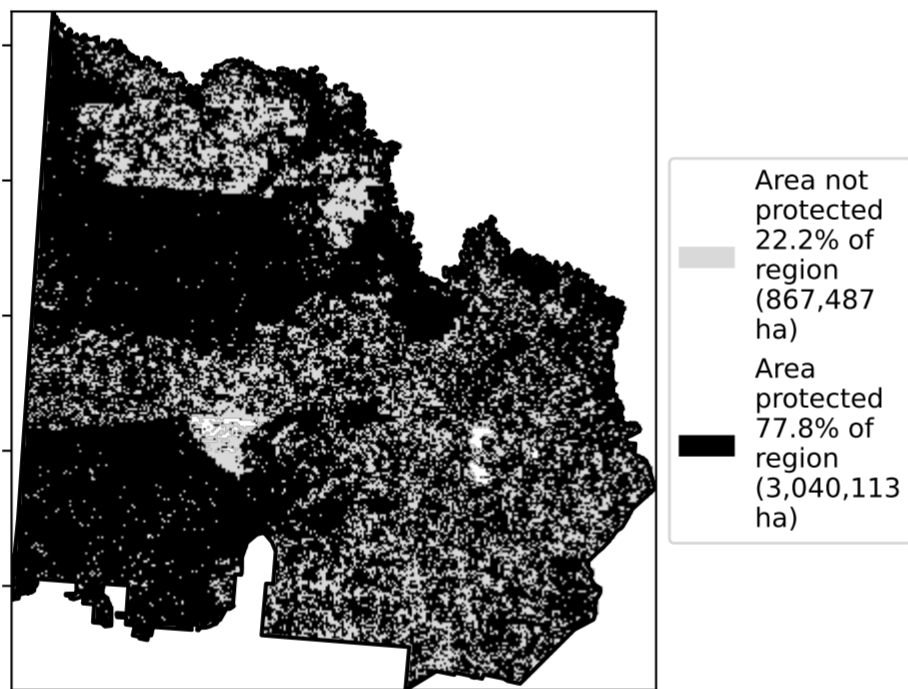 Area not
protected
22.2% of
region
(867,487
ha)
Area
protected
77.8% of
region
(3,040,113
ha)